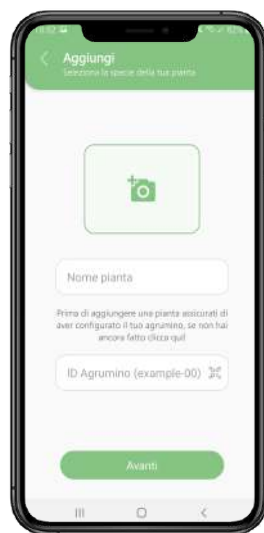 Aggiungi
Seleziona la specie della tua pianta
Nome pianta
Prima di aggiungere una pianta assicurati di
aver configurato il tuo agrumino, se non hai
ancora fatto clicca qui!
ID Agrumino (example-00)
Avanti